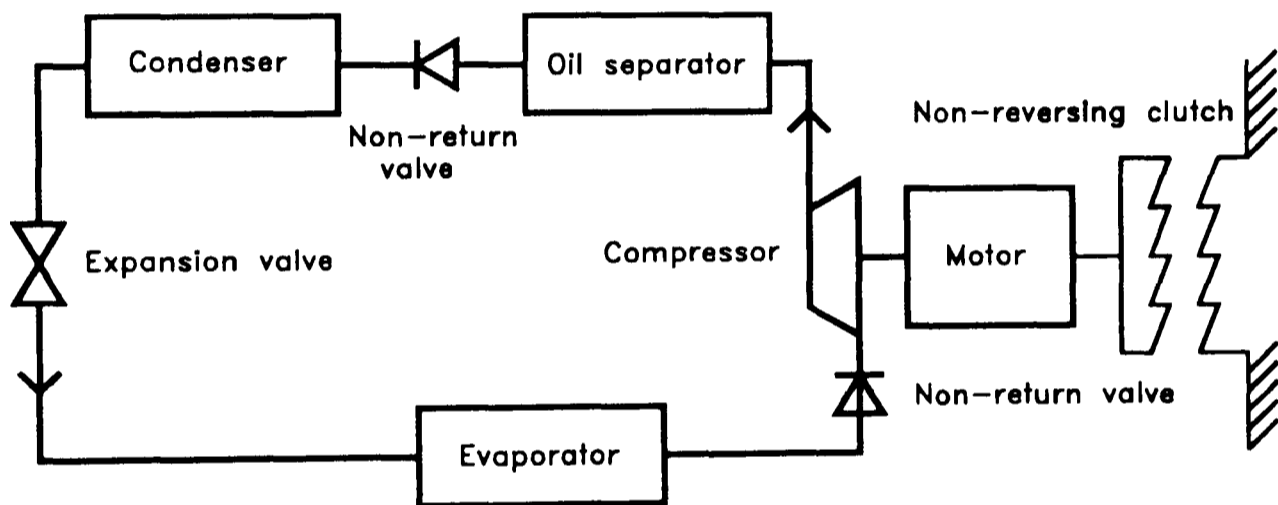 Condenser
Oil separator
Non-return
valve
Non-reversing clutch
Expansion valve
Compressor
Motor
Non-return valve
Evaporator